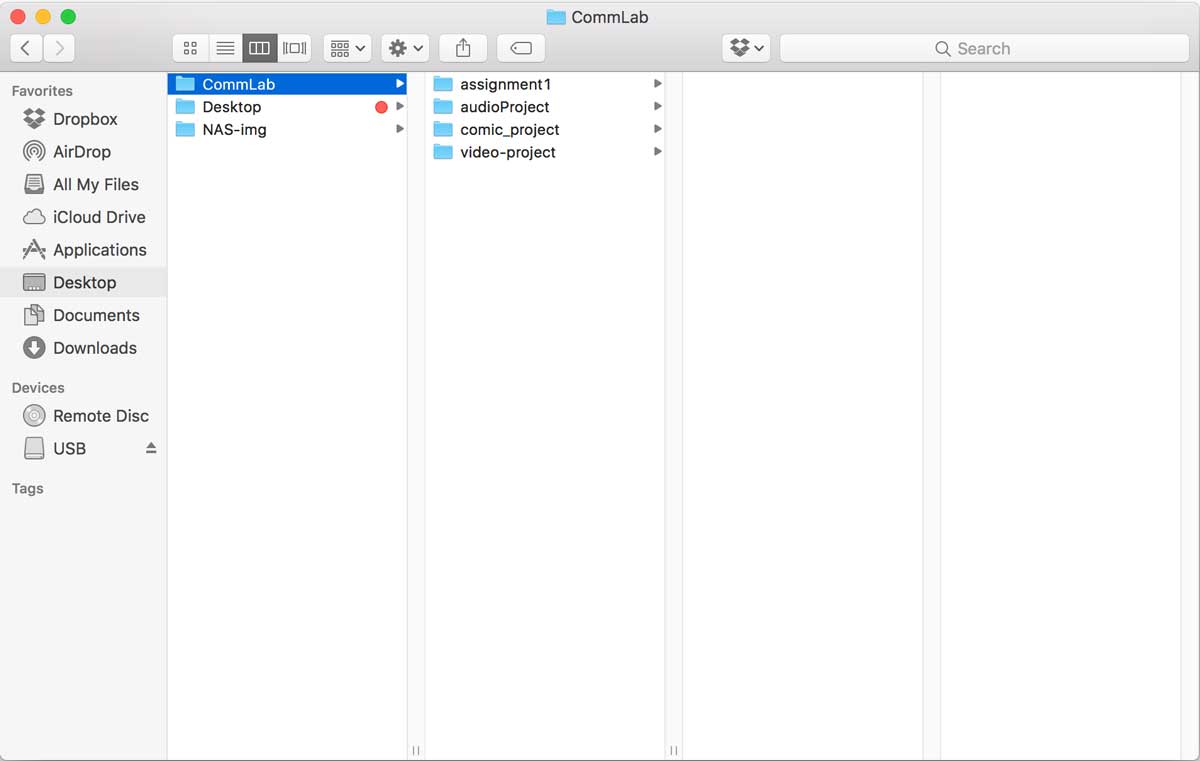 CommLab
Search
Favorites
Dropbox
AirDrop
All My Files
iCloud Drive
Applications
Desktop
Documents
Downloads
Devices
Remote Disc
USB
Tags
CommLab
Desktop
NAS-img
assignment1
audioProject
comic_project
video-project